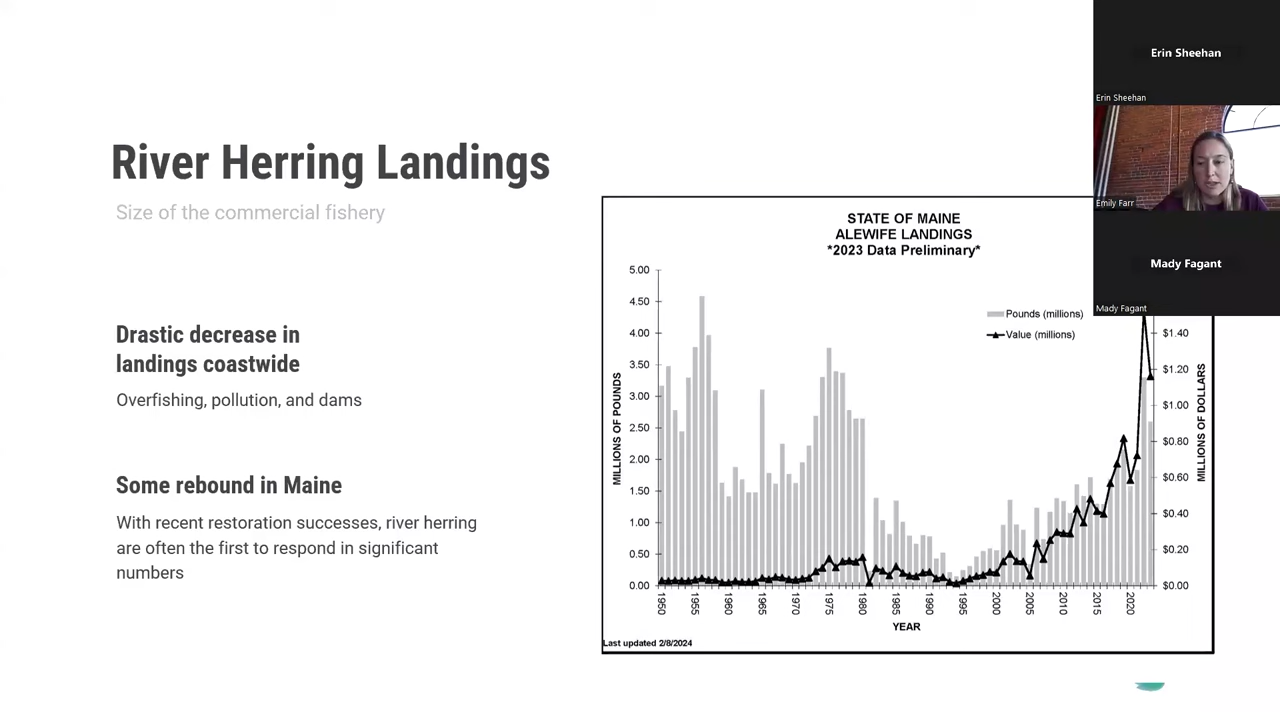 River Herring Landings
Size of the commercial fishery
Drastic decrease in
landings coastwide
Overfishing, pollution, and dams
Some rebound in Maine
With recent restoration successes, river herring
are often the first to respond in significant
numbers
STATE OF MAINE
ALEWIFE LANDINGS
*2023 Data Preliminary*
Pounds (millions)
Value (millions)
MILLIONS OF POUNDS
5.00
4.50
4.00
3.50
3.00
2.50
2.00
1.50
1.00
0.50
0.00
$1.40
$1.20
$1.00
$0.80
$0.60
$0.40
$0.20
$0.00
MILLIONS OF DOLLARS
1950 1955 1960 1965 1970 1975 1980 1985 1990 1995 2000 2005 2010 2015 2020
YEAR
Last updated 2/8/2024
Erin Sheehan
Erin Sheehan
Emily Farr
Mady Fagant
Mady Fagant